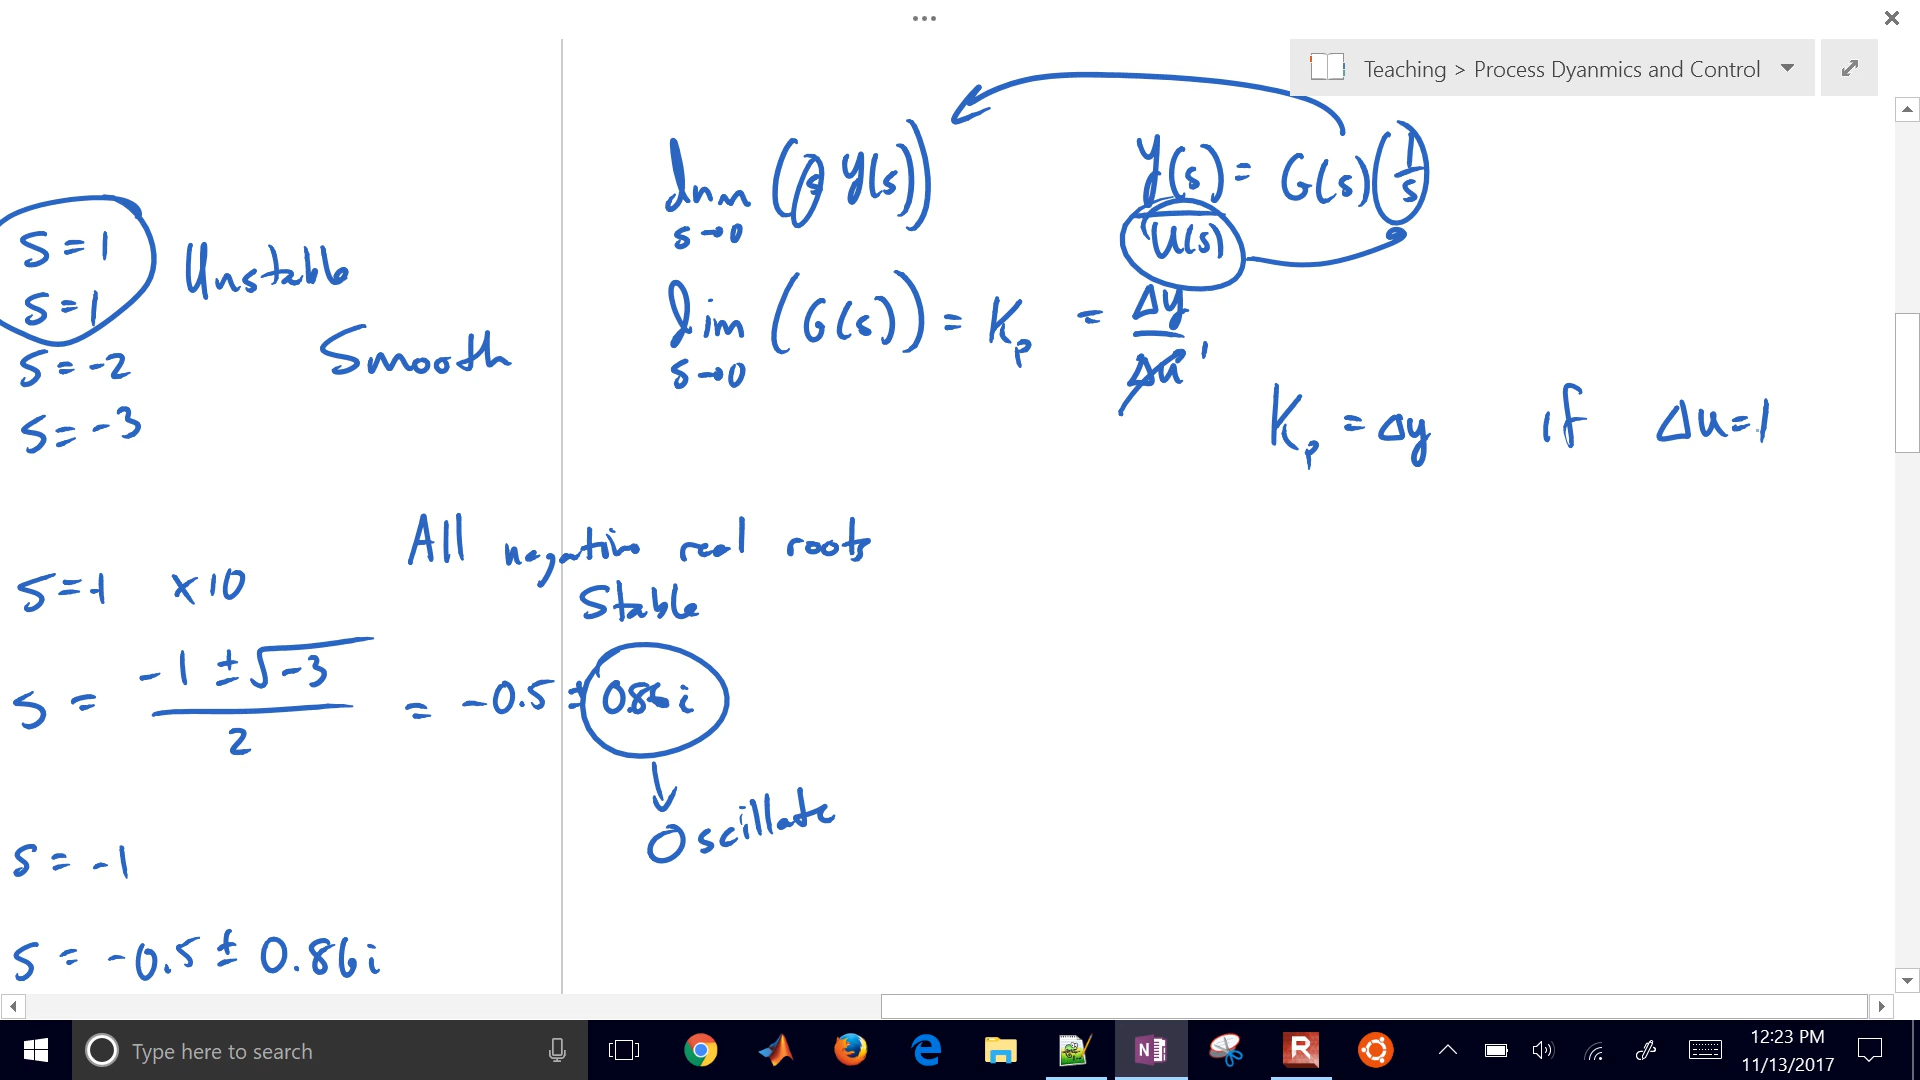 Teaching > Process Dyanmics and Control
s = 1
s = 1
Unstable
s = -2
Smooth
s = -3
lim (s y(s))
s→0
y(s) = G(s) (1/s)
U(s)
lim (G(s)) = Kp = Δy
s→0
Δu 1
Kp = Δy if Δu=1
All negative real roots
Stable
s = -1 x10
s = -1 ± √-3 / 2 = -0.5 ± 0.86i
Oscillate
s = -1
s = -0.5 ± 0.86i
Type here to search
12:23 PM
11/13/2017